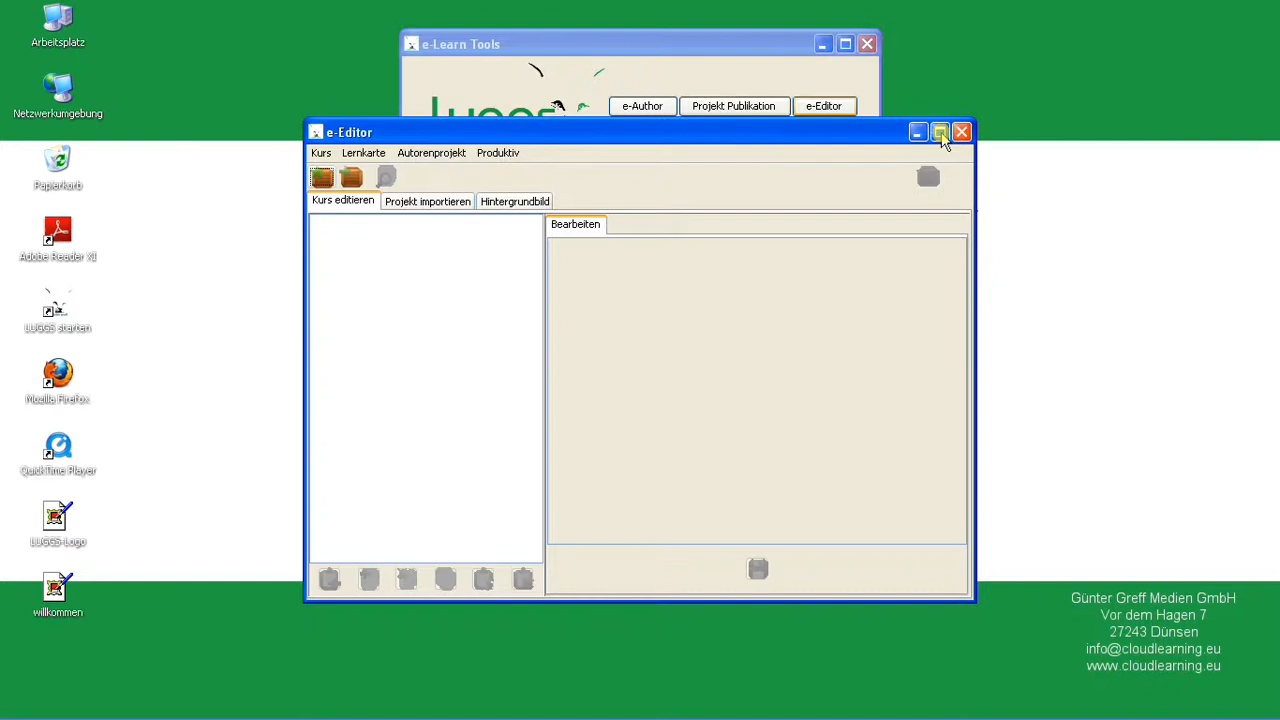 Arbeitsplatz
Netzwerkumgebung
Papierkorb
Adobe Reader XI
LUGGS starten
Mozilla Firefox
QuickTime Player
LUGGS-Logo
willkommen
e-Learn Tools
e-Author
Projekt Publikation
e-Editor
e-Editor
Kurs
Lernkarte
Autorenprojekt
Produktiv
Kurs editieren
Projekt importieren
Hintergrundbild
Bearbeiten
Günter Greff Medien GmbH
Vor dem Hagen 7
27243 Dünsen
info@cloudlearning.eu
www.cloudlearning.eu